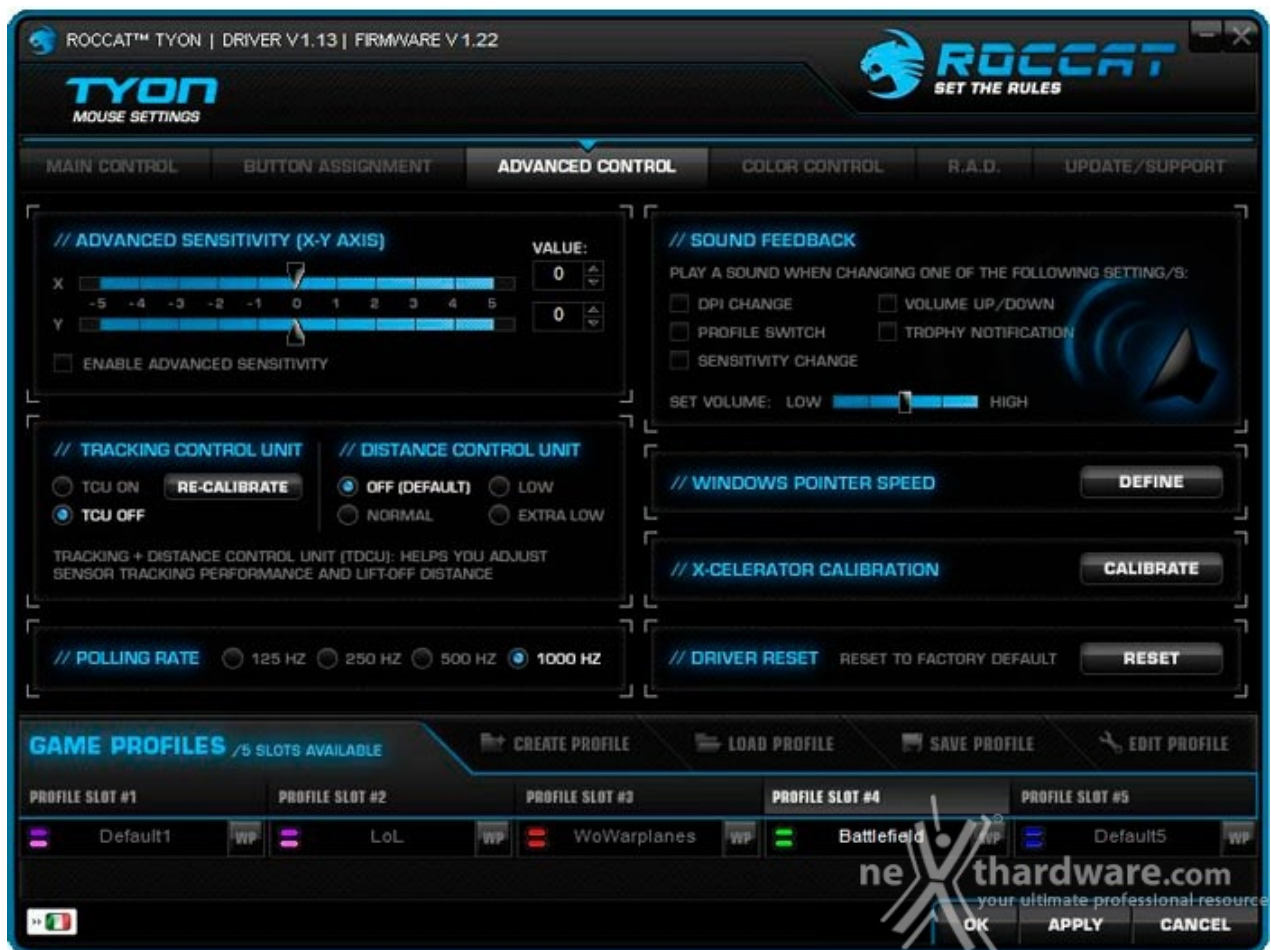 ROCCAT™ TYON | DRIVER V1.13 | FIRMWARE V 1.22
ROCCAT
SET THE RULES
TYON
MOUSE SETTINGS
MAIN CONTROL
BUTTON ASSIGNMENT
ADVANCED CONTROL
COLOR CONTROL
R.A.D.
UPDATE/SUPPORT
// ADVANCED SENSITIVITY (X-Y AXIS)
VALUE:
X
0
-5 -4 -3 -2 -1 0 1 2 3 4 5
Y
0
ENABLE ADVANCED SENSITIVITY
// SOUND FEEDBACK
PLAY A SOUND WHEN CHANGING ONE OF THE FOLLOWING SETTING/S:
DPI CHANGE
VOLUME UP/DOWN
PROFILE SWITCH
TROPHY NOTIFICATION
SENSITIVITY CHANGE
SET VOLUME: LOW HIGH
// TRACKING CONTROL UNIT
TCU ON
RE-CALIBRATE
TCU OFF
// DISTANCE CONTROL UNIT
OFF (DEFAULT)
LOW
NORMAL
EXTRA LOW
TRACKING + DISTANCE CONTROL UNIT (TDCU): HELPS YOU ADJUST
SENSOR TRACKING PERFORMANCE AND LIFT-OFF DISTANCE
// WINDOWS POINTER SPEED
DEFINE
// X-CELERATOR CALIBRATION
CALIBRATE
// POLLING RATE 125 HZ 250 HZ 500 HZ 1000 HZ
// DRIVER RESET RESET TO FACTORY DEFAULT
RESET
GAME PROFILES /5 SLOTS AVAILABLE
CREATE PROFILE
LOAD PROFILE
SAVE PROFILE
EDIT PROFILE
PROFILE SLOT #1
PROFILE SLOT #2
PROFILE SLOT #3
PROFILE SLOT #4
PROFILE SLOT #5
Default1 WP
LoL WP
WoWarplanes WP
Battlefield WP
Default5 WP
nexthardware.com
your ultimate professional resource
OK
APPLY
CANCEL